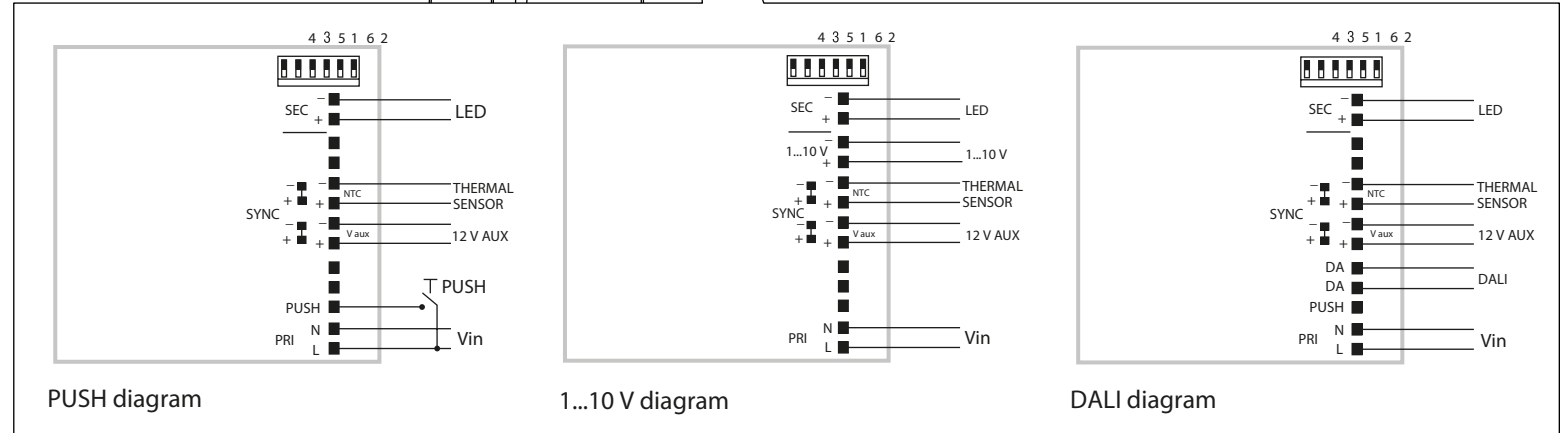 4 3 5 1 6 2
SEC
−
+
LED
− −
+ +
NTC
THERMAL
SENSOR
SYNC
− −
+ +
V aux
12 V AUX
PUSH
PUSH
PRI
N
L
Vin
PUSH diagram
4 3 5 1 6 2
SEC
−
+
LED
1...10 V
−
+
1...10 V
− −
+ +
NTC
THERMAL
SENSOR
SYNC
− −
+ +
V aux
12 V AUX
PRI
N
L
Vin
1...10 V diagram
4 3 5 1 6 2
SEC
−
+
LED
− −
+ +
NTC
THERMAL
SENSOR
SYNC
− −
+ +
V aux
12 V AUX
DA
DA
DALI
PUSH
PRI
N
L
Vin
DALI diagram